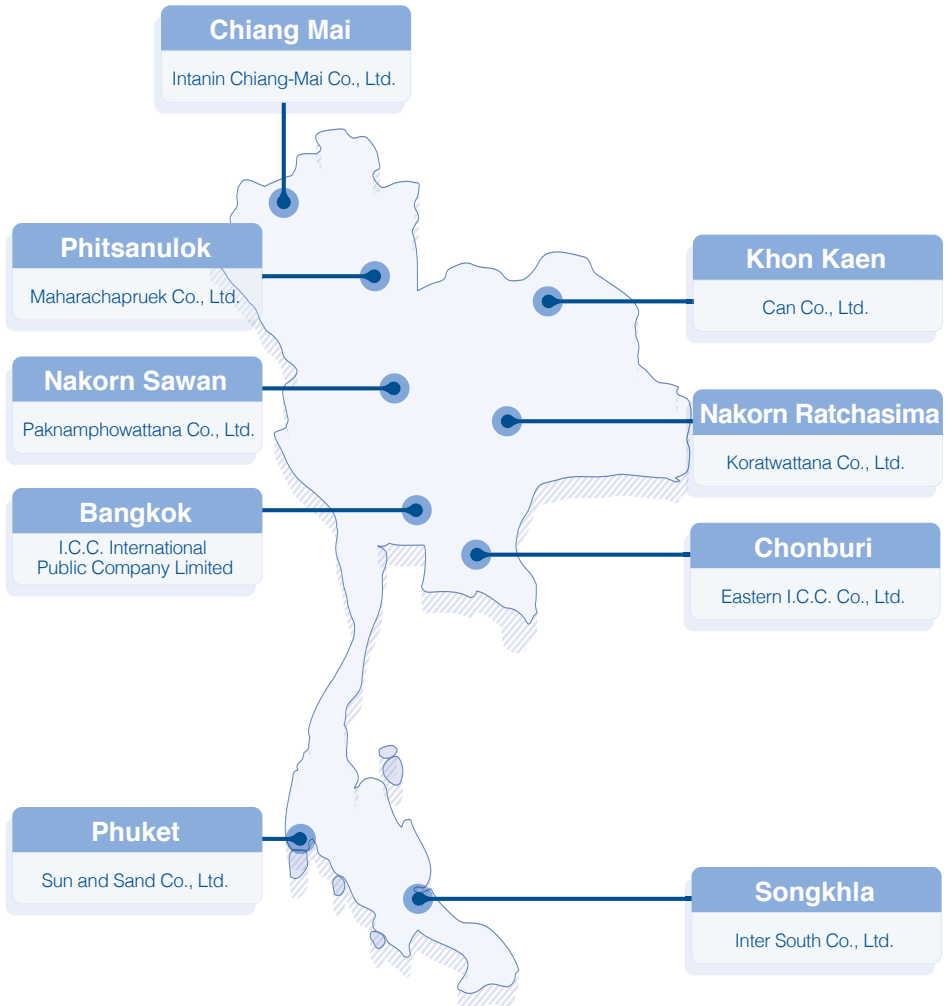 Chiang Mai
Intanin Chiang-Mai Co., Ltd.
Phitsanulok
Maharachapruek Co., Ltd.
Khon Kaen
Can Co., Ltd.
Nakorn Sawan
Paknamphowattana Co., Ltd.
Nakorn Ratchasima
Koratwattana Co., Ltd.
Bangkok
I.C.C. International
Public Company Limited
Chonburi
Eastern I.C.C. Co., Ltd.
Phuket
Sun and Sand Co., Ltd.
Songkhla
Inter South Co., Ltd.